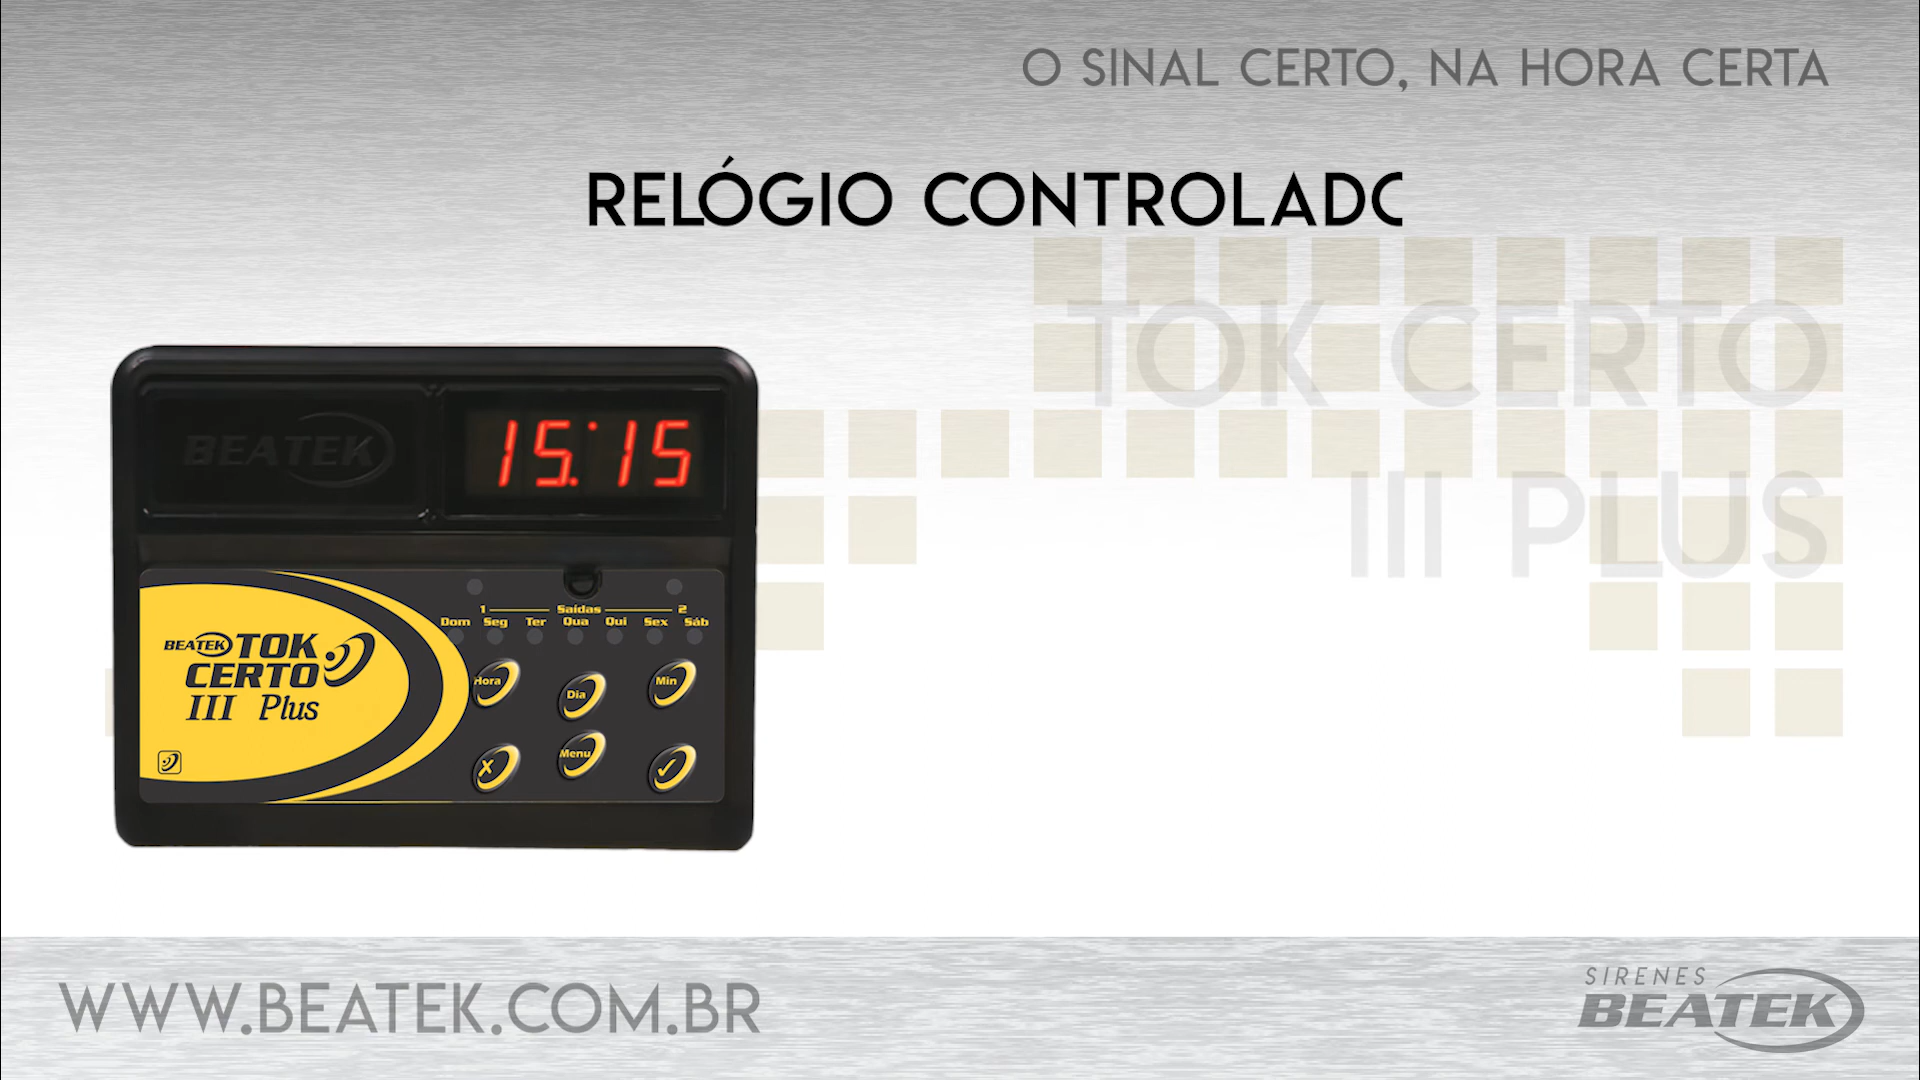 O SINAL CERTO, NA HORA CERTA
RELÓGIO CONTROLADO
TOK CERTO
III PLUS
BEATEK
15:15
1 Saídas 2
Dom Seg Ter Qua Qui Sex Sáb
BEATEK TOK
CERTO
III Plus
Hora Dia Min
Menu
WWW.BEATEK.COM.BR
SIRENES
BEATEK